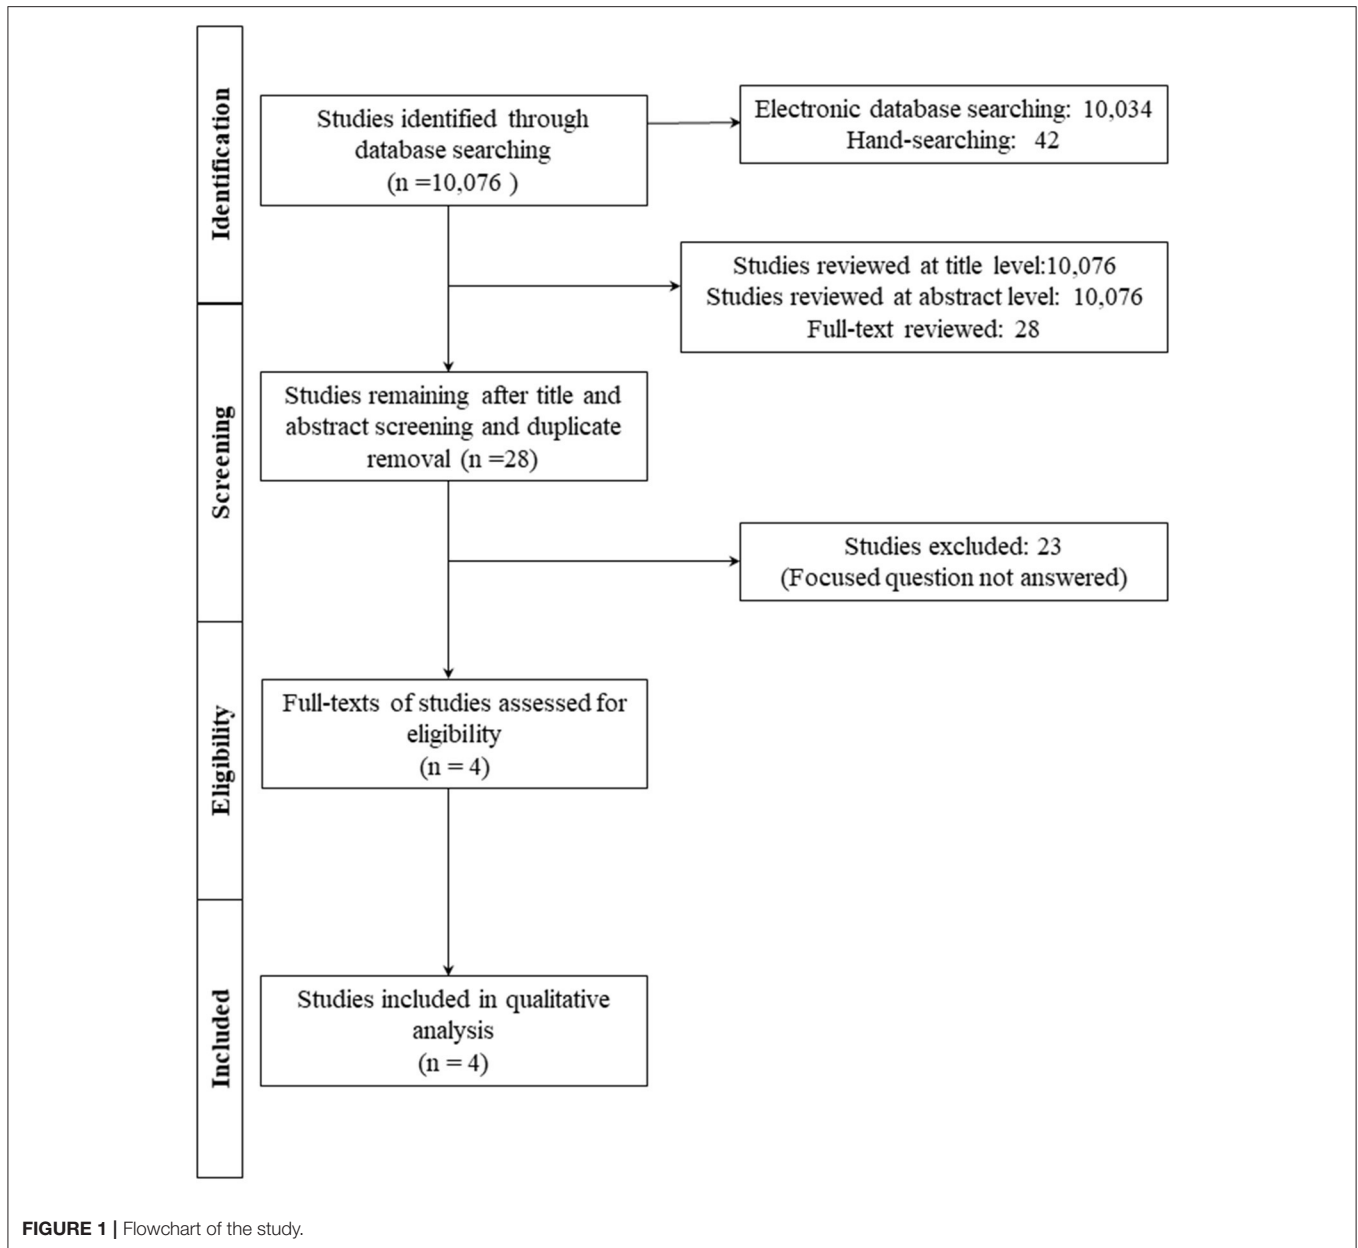 Identification
Studies identified through
database searching
(n =10,076 )
Electronic database searching: 10,034
Hand-searching: 42
Studies reviewed at title level:10,076
Studies reviewed at abstract level: 10,076
Full-text reviewed: 28
Screening
Studies remaining after title and
abstract screening and duplicate
removal (n =28)
Studies excluded: 23
(Focused question not answered)
Eligibility
Full-texts of studies assessed for
eligibility
(n = 4)
Included
Studies included in qualitative
analysis
(n = 4)
FIGURE 1 | Flowchart of the study.